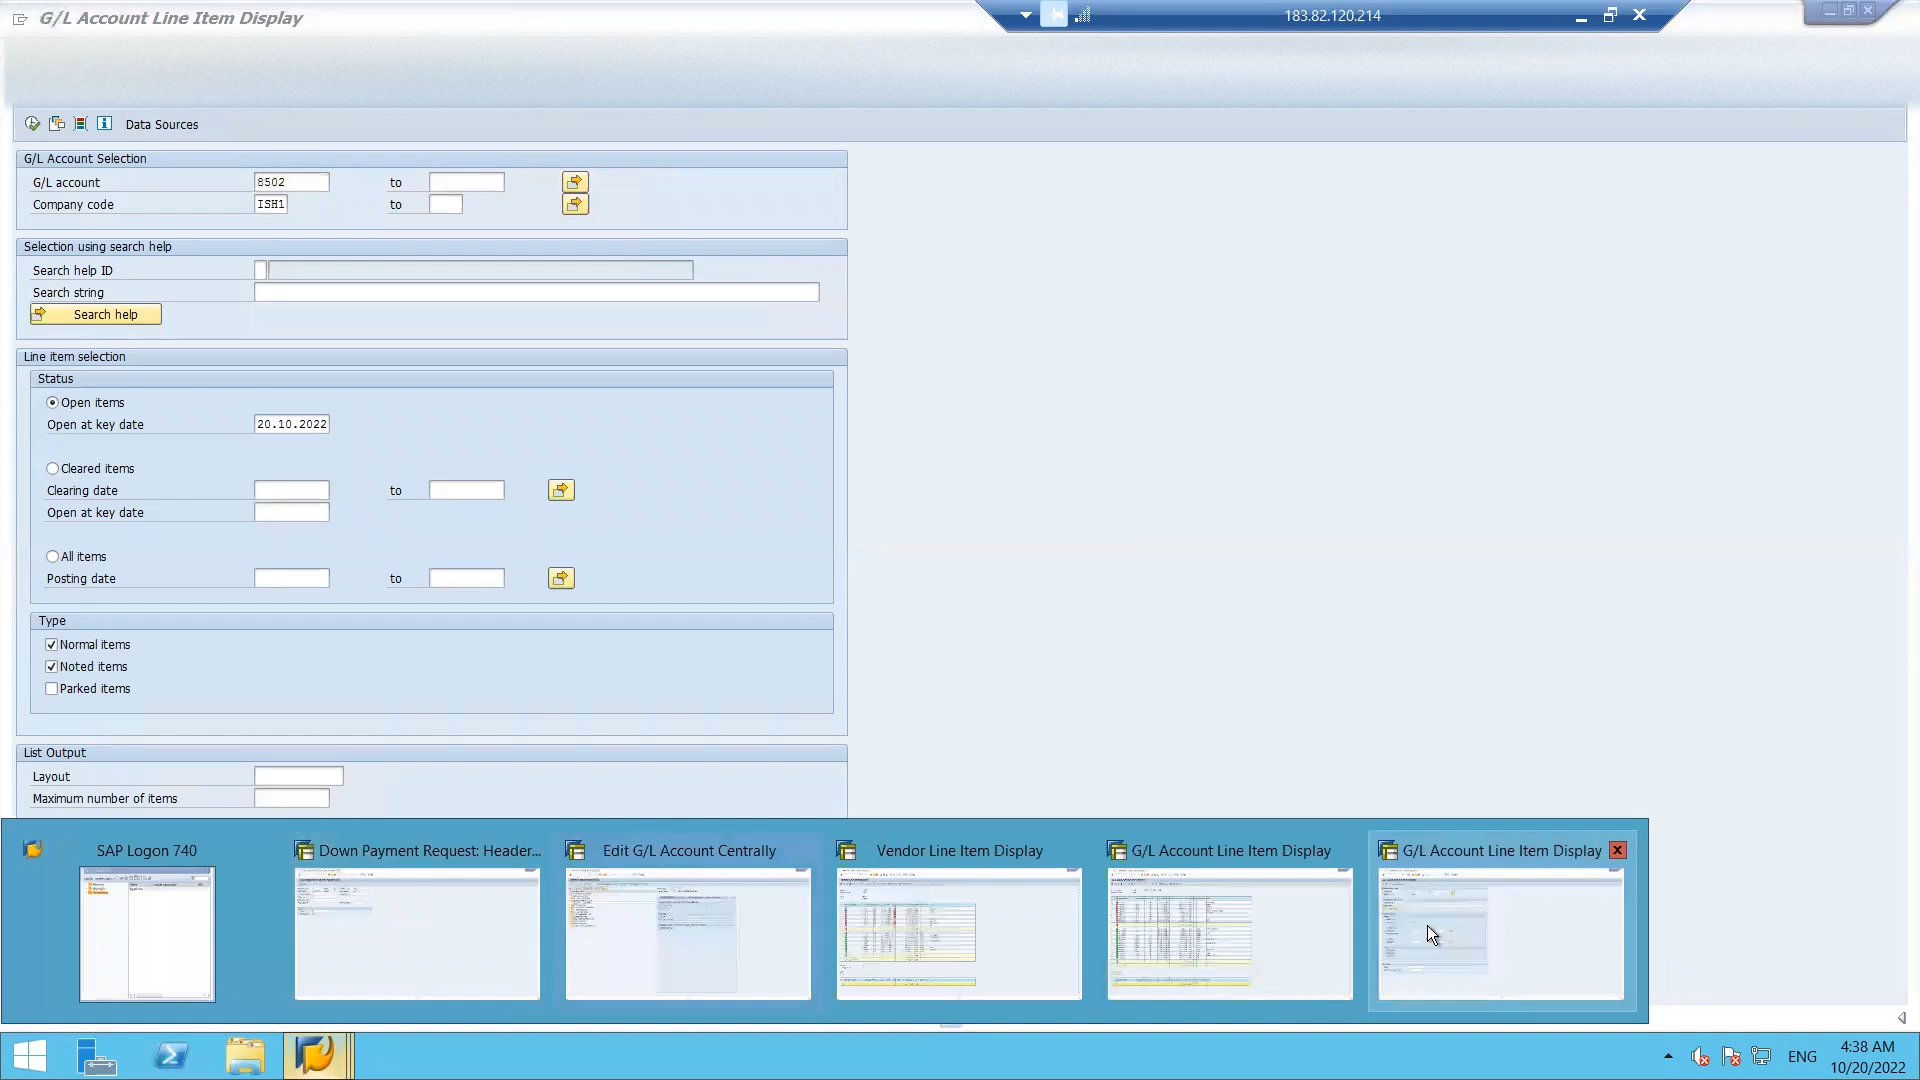 G/L Account Line Item Display
183.82.120.214
Data Sources
G/L Account Selection
G/L account 8502 to
Company code ISH1 to
Selection using search help
Search help ID
Search string
Search help
Line item selection
Status
Open items
Open at key date 20.10.2022
Cleared items
Clearing date to
Open at key date
All items
Posting date to
Type
Normal items
Noted items
Parked items
List Output
Layout
Maximum number of items
SAP Logon 740
Down Payment Request: Header...
Edit G/L Account Centrally
Vendor Line Item Display
G/L Account Line Item Display
G/L Account Line Item Display
ENG
4:38 AM
10/20/2022